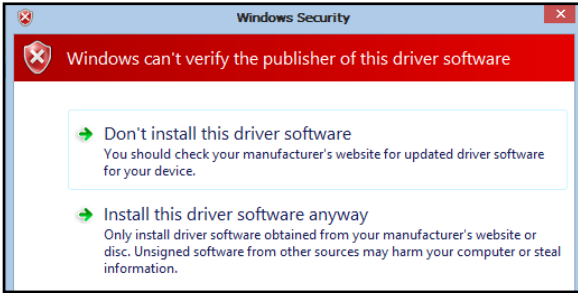 Windows Security
Windows can't verify the publisher of this driver software
Don't install this driver software
You should check your manufacturer's website for updated driver software
for your device.
Install this driver software anyway
Only install driver software obtained from your manufacturer's website or
disc. Unsigned software from other sources may harm your computer or steal
information.